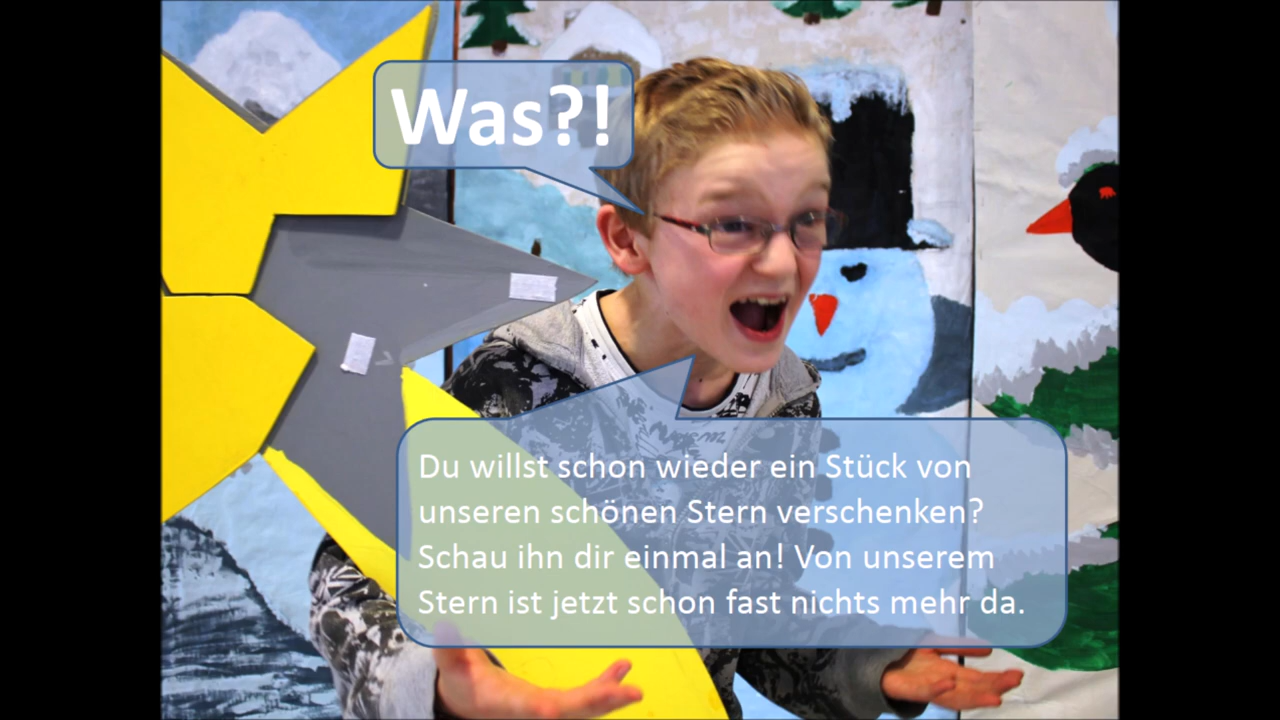 Was?!
Du willst schon wieder ein Stück von
unseren schönen Stern verschenken?
Schau ihn dir einmal an! Von unserem
Stern ist jetzt schon fast nichts mehr da.